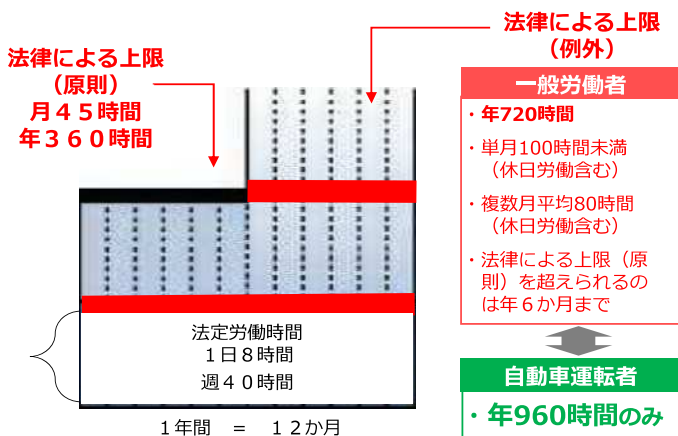 法律による上限
（原則）
月４５時間
年３６０時間
法律による上限
（例外）
一般労働者
・年720時間
・単月100時間未満
（休日労働含む）
・複数月平均80時間
（休日労働含む）
・法律による上限（原
則）を超えられるの
は年６か月まで
法定労働時間
１日８時間
週４０時間
１年間　＝　１２か月
自動車運転者
・年960時間のみ